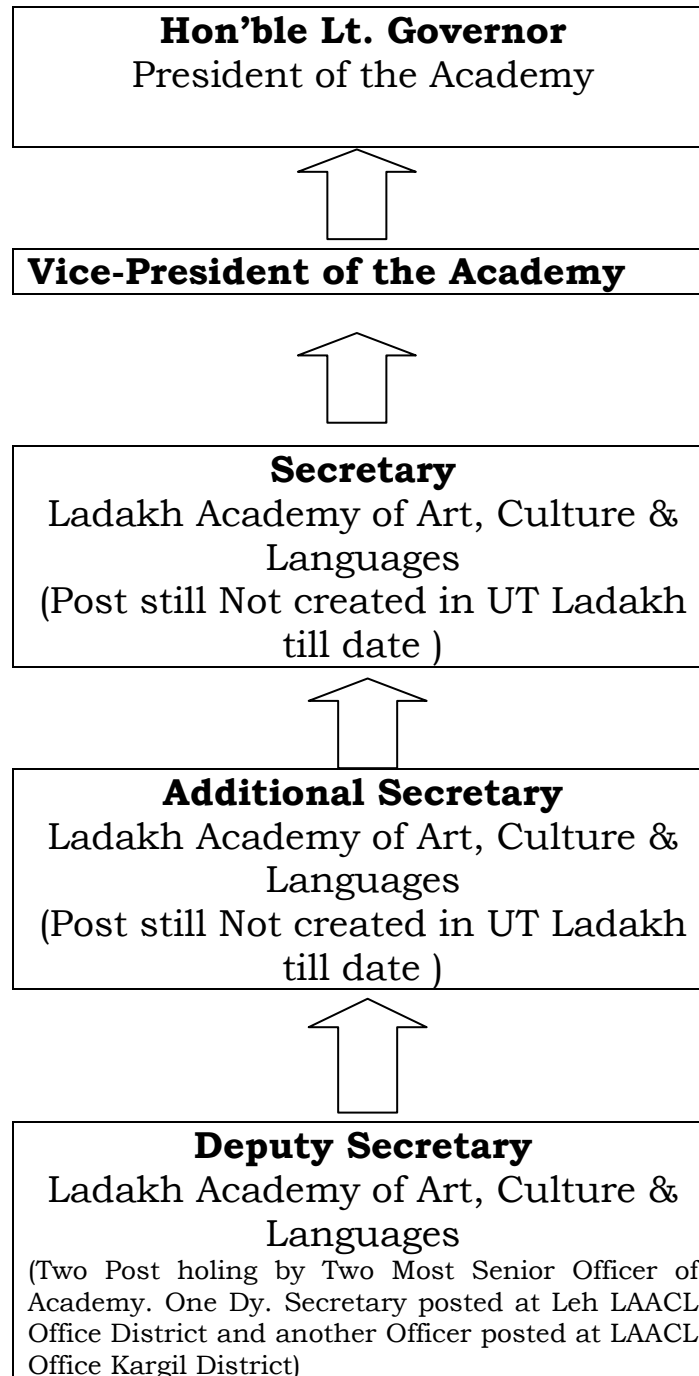 Hon’ble Lt. Governor
President of the Academy
Vice-President of the Academy
Secretary
Ladakh Academy of Art, Culture &
Languages
(Post still Not created in UT Ladakh
till date )
Additional Secretary
Ladakh Academy of Art, Culture &
Languages
(Post still Not created in UT Ladakh
till date )
Deputy Secretary
Ladakh Academy of Art, Culture &
Languages
(Two Post holing by Two Most Senior Officer of
Academy. One Dy. Secretary posted at Leh LAACL
Office District and another Officer posted at LAACL
Office Kargil District)